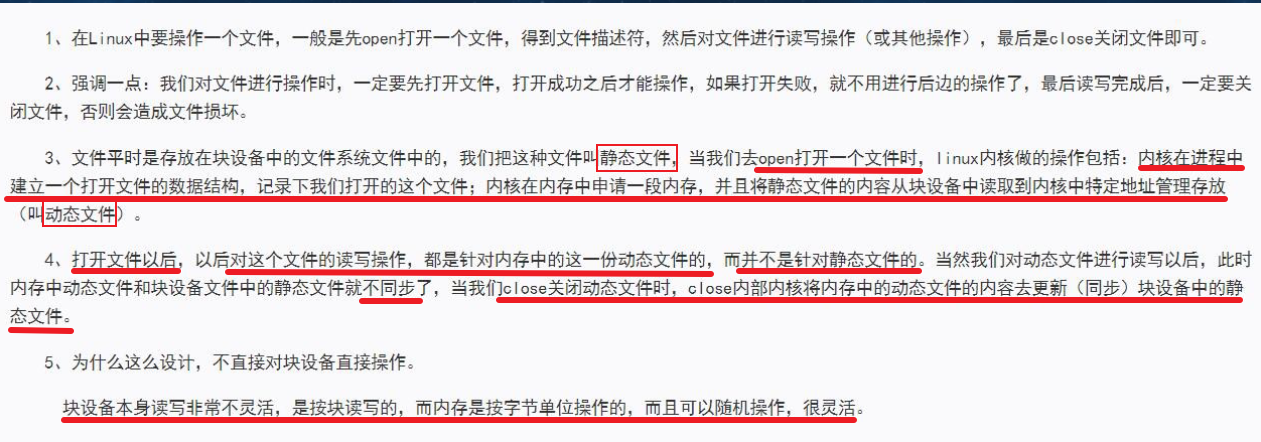 1、在Linux中要操作一个文件，一般是先open打开一个文件，得到文件描述符，然后对文件进行读写操作（或其他操作），最后是close关闭文件即可。
2、强调一点：我们对文件进行操作时，一定要先打开文件，打开成功之后才能操作，如果打开失败，就不用进行后边的操作了，最后读写完成后，一定要关
闭文件，否则会造成文件损坏。
3、文件平时是存放在块设备中的文件系统文件中的，我们把这种文件叫静态文件，当我们去open打开一个文件时，linux内核做的操作包括：内核在进程中
建立一个打开文件的数据结构，记录下我们打开的这个文件；内核在内存中申请一段内存，并且将静态文件的内容从块设备中读取到内核中特定地址管理存放
（叫动态文件）。
4、打开文件以后，以后对这个文件的读写操作，都是针对内存中的这一份动态文件的，而并不是针对静态文件的。当然我们对动态文件进行读写以后，此时
内存中动态文件和块设备文件中的静态文件就不同步了，当我们close关闭动态文件时，close内部内核将内存中的动态文件的内容去更新（同步）块设备中的静
态文件。
5、为什么这么设计，不直接对块设备直接操作。
块设备本身读写非常不灵活，是按块读写的，而内存是按字节单位操作的，而且可以随机操作，很灵活。